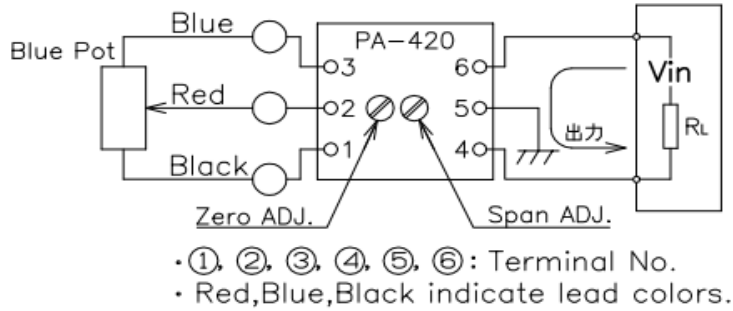 Blue
Blue Pot
PA-420
3
6
Vin
Red
2
5
出力
RL
Black
1
4
Zero ADJ.
Span ADJ.
・①, ②, ③, ④, ⑤, ⑥: Terminal No.
・Red,Blue,Black indicate lead colors.